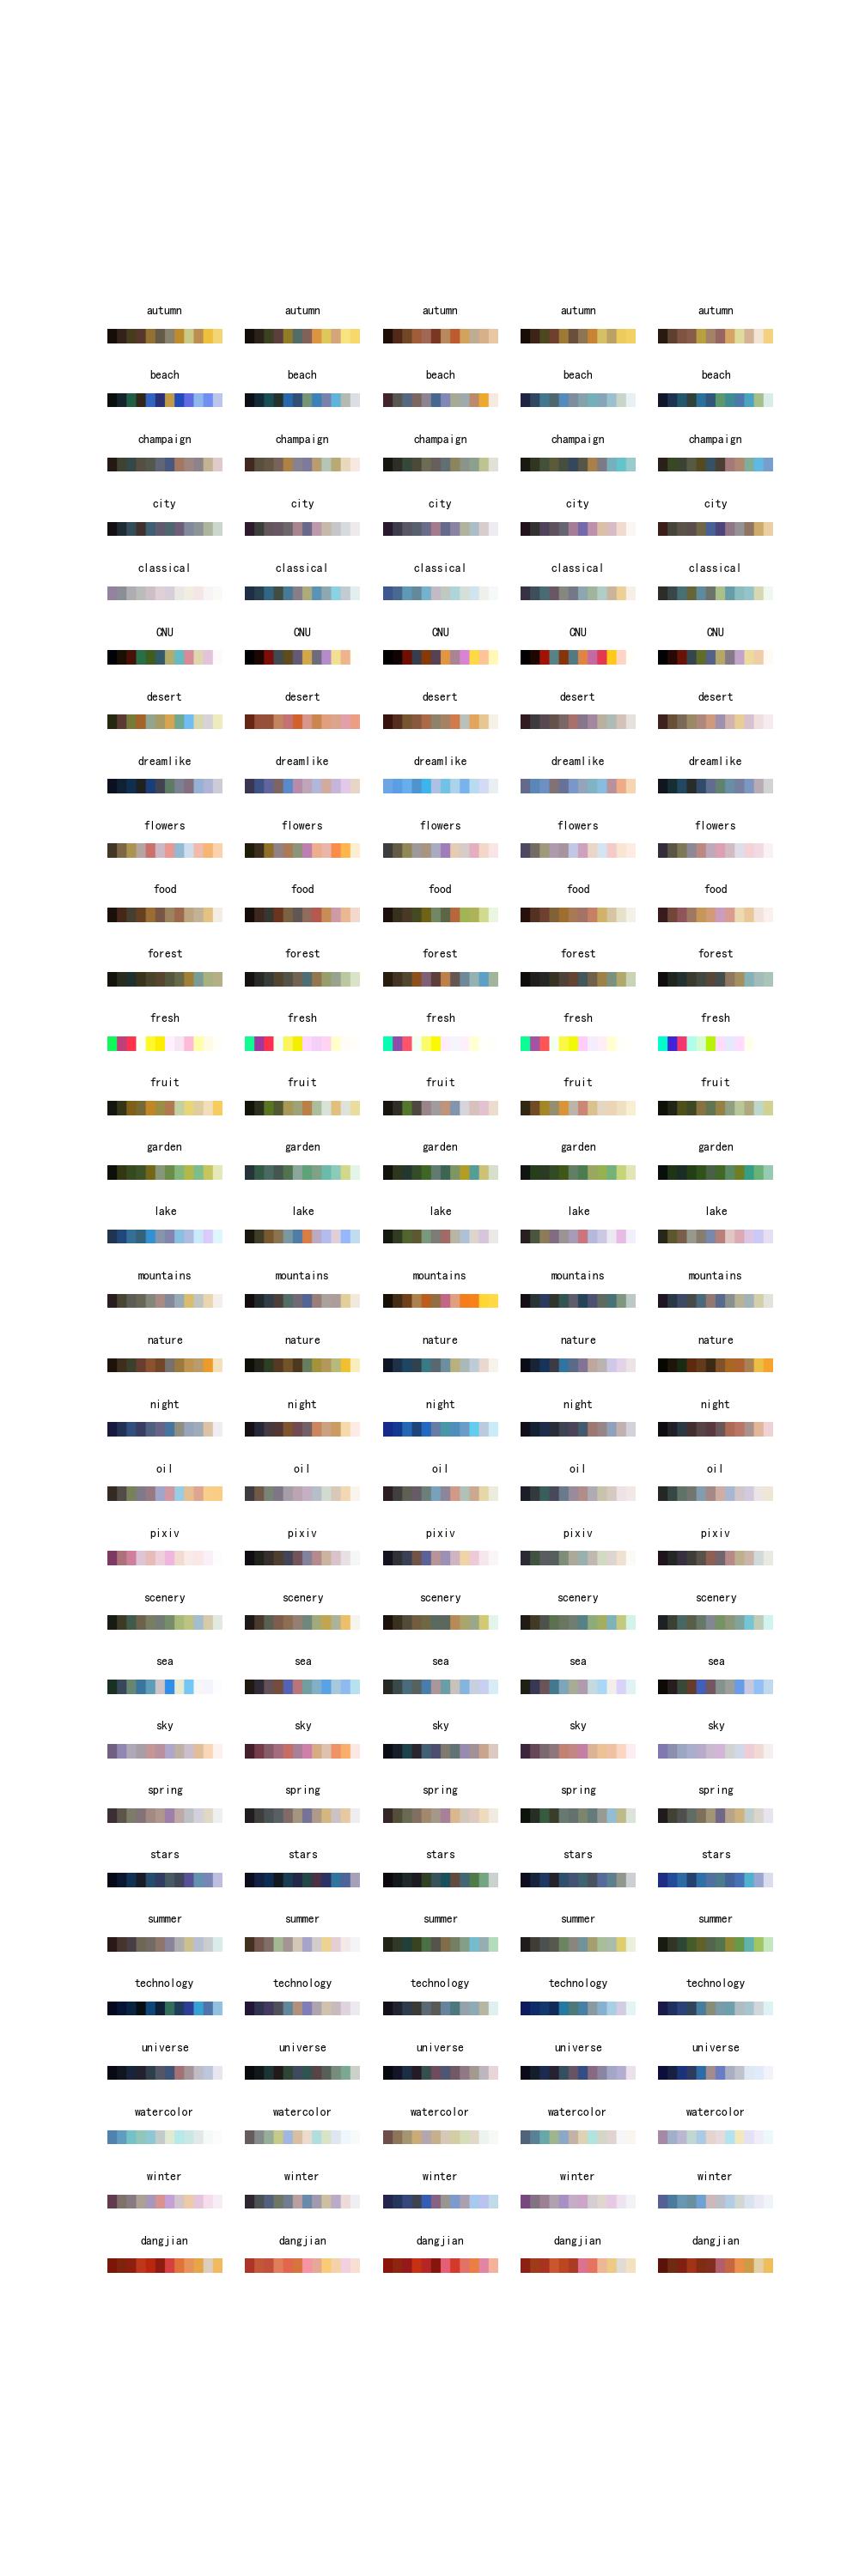 autumn autumn autumn autumn autumn
beach beach beach beach beach
champaign champaign champaign champaign champaign
city city city city city
classical classical classical classical classical
CNU CNU CNU CNU CNU
desert desert desert desert desert
dreamlike dreamlike dreamlike dreamlike dreamlike
flowers flowers flowers flowers flowers
food food food food food
forest forest forest forest forest
fresh fresh fresh fresh fresh
fruit fruit fruit fruit fruit
garden garden garden garden garden
lake lake lake lake lake
mountains mountains mountains mountains mountains
nature nature nature nature nature
night night night night night
oil oil oil oil oil
pixiv pixiv pixiv pixiv pixiv
scenery scenery scenery scenery scenery
sea sea sea sea sea
sky sky sky sky sky
spring spring spring spring spring
stars stars stars stars stars
summer summer summer summer summer
technology technology technology technology technology
universe universe universe universe universe
watercolor watercolor watercolor watercolor watercolor
winter winter winter winter winter
dangjian dangjian dangjian dangjian dangjian